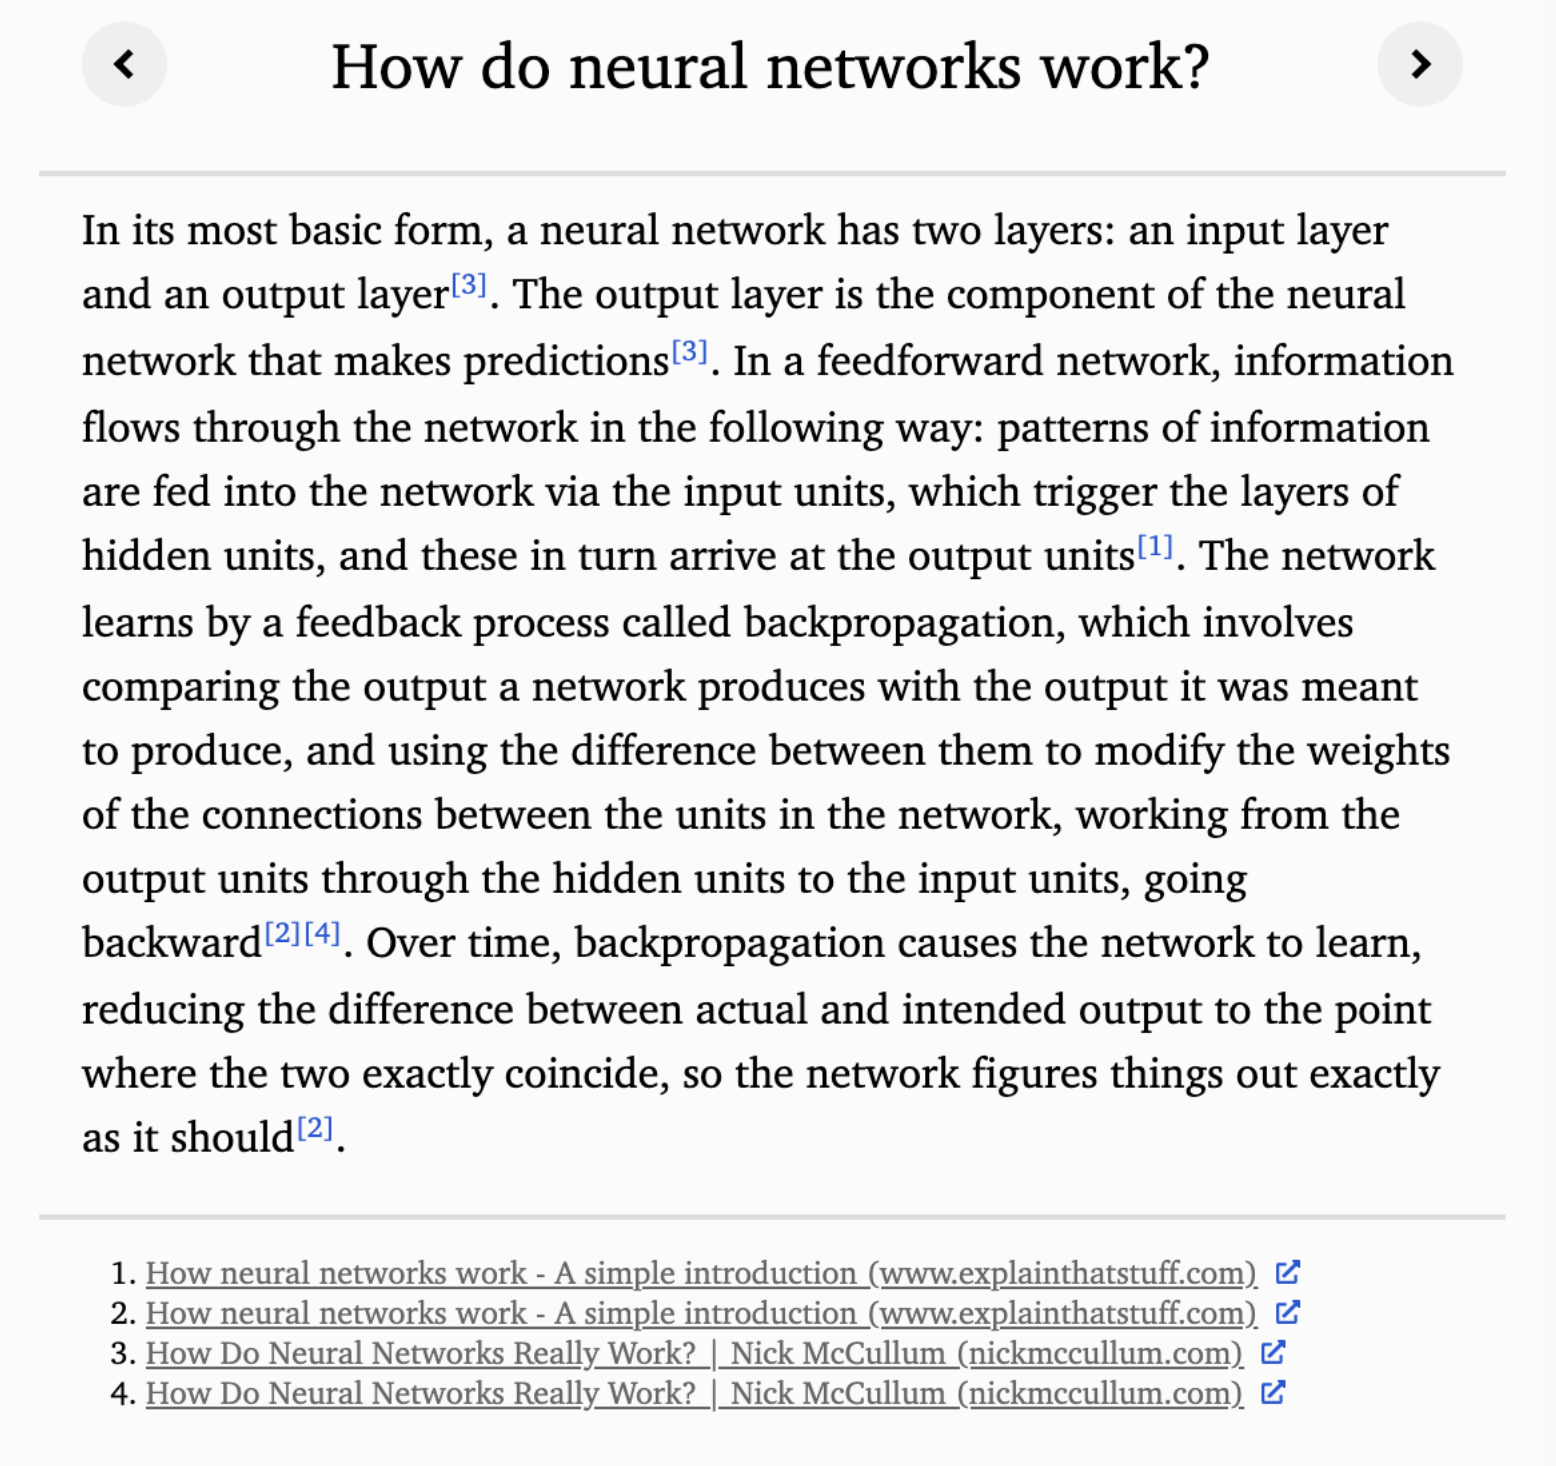 How do neural networks work?
In its most basic form, a neural network has two layers: an input layer
and an output layer[3]. The output layer is the component of the neural
network that makes predictions[3]. In a feedforward network, information
flows through the network in the following way: patterns of information
are fed into the network via the input units, which trigger the layers of
hidden units, and these in turn arrive at the output units[1]. The network
learns by a feedback process called backpropagation, which involves
comparing the output a network produces with the output it was meant
to produce, and using the difference between them to modify the weights
of the connections between the units in the network, working from the
output units through the hidden units to the input units, going
backward[2][4]. Over time, backpropagation causes the network to learn,
reducing the difference between actual and intended output to the point
where the two exactly coincide, so the network figures things out exactly
as it should[2].
1. How neural networks work - A simple introduction (www.explainthatstuff.com)
2. How neural networks work - A simple introduction (www.explainthatstuff.com)
3. How Do Neural Networks Really Work? | Nick McCullum (nickmccullum.com)
4. How Do Neural Networks Really Work? | Nick McCullum (nickmccullum.com)